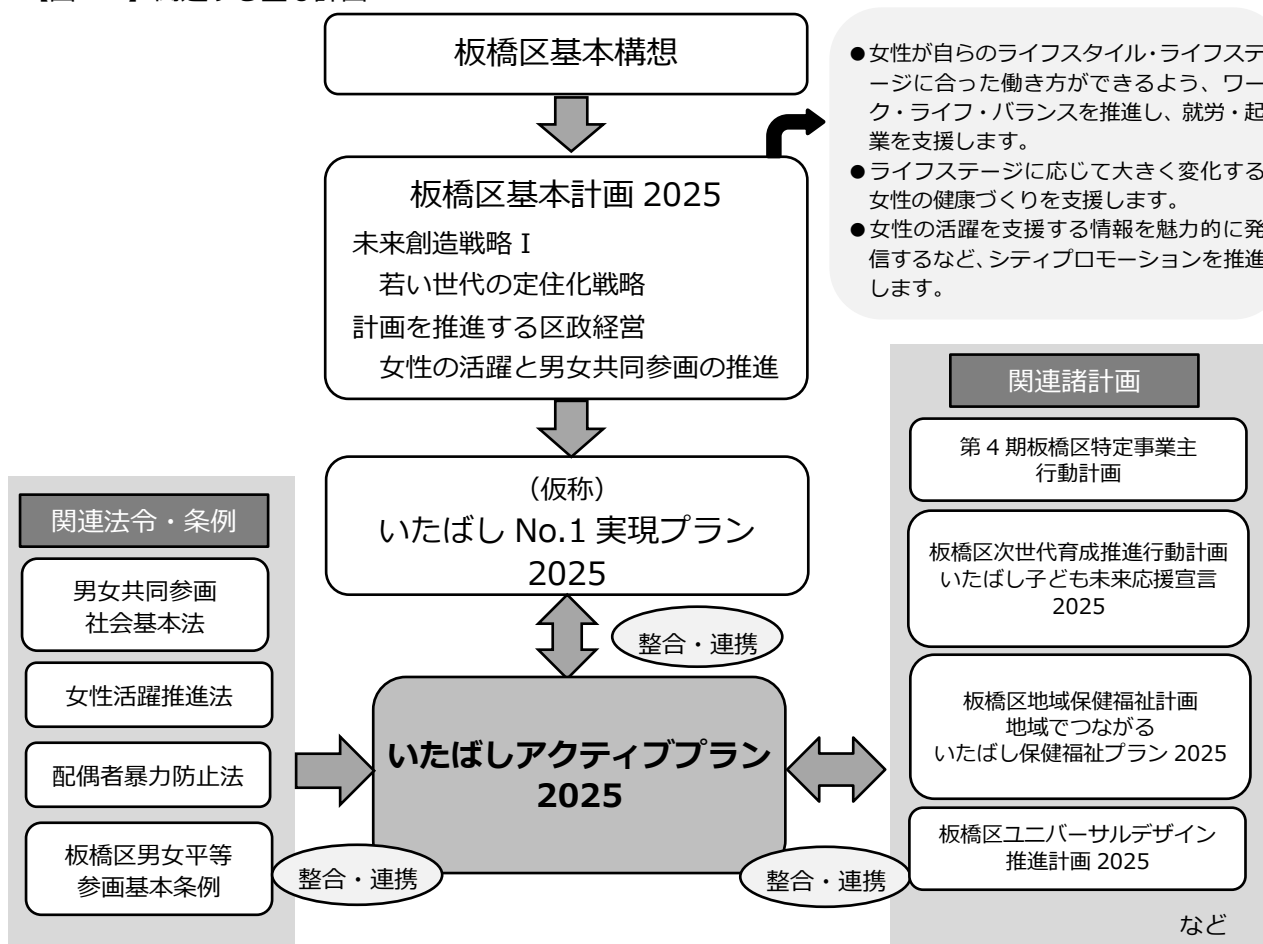 板橋区基本構想
●女性が自らのライフスタイル・ライフステ
ージに合った働き方ができるよう、ワー
ク・ライフ・バランスを推進し、就労・起
業を支援します。
●ライフステージに応じて大きく変化する
女性の健康づくりを支援します。
●女性の活躍を支援する情報を魅力的に発
信するなど、シティプロモーションを推進
します。
板橋区基本計画 2025
未来創造戦略Ⅰ
若い世代の定住化戦略
計画を推進する区政経営
女性の活躍と男女共同参画の推進
（仮称）
いたばし No.1 実現プラン
2025
整合・連携
いたばしアクティブプラン
2025
関連法令・条例
男女共同参画
社会基本法
女性活躍推進法
配偶者暴力防止法
板橋区男女平等
参画基本条例
整合・連携
関連諸計画
第 4 期板橋区特定事業主
行動計画
板橋区次世代育成推進行動計画
いたばし子ども未来応援宣言
2025
板橋区地域保健福祉計画
地域でつながる
いたばし保健福祉プラン 2025
板橋区ユニバーサルデザイン
推進計画 2025
整合・連携
など